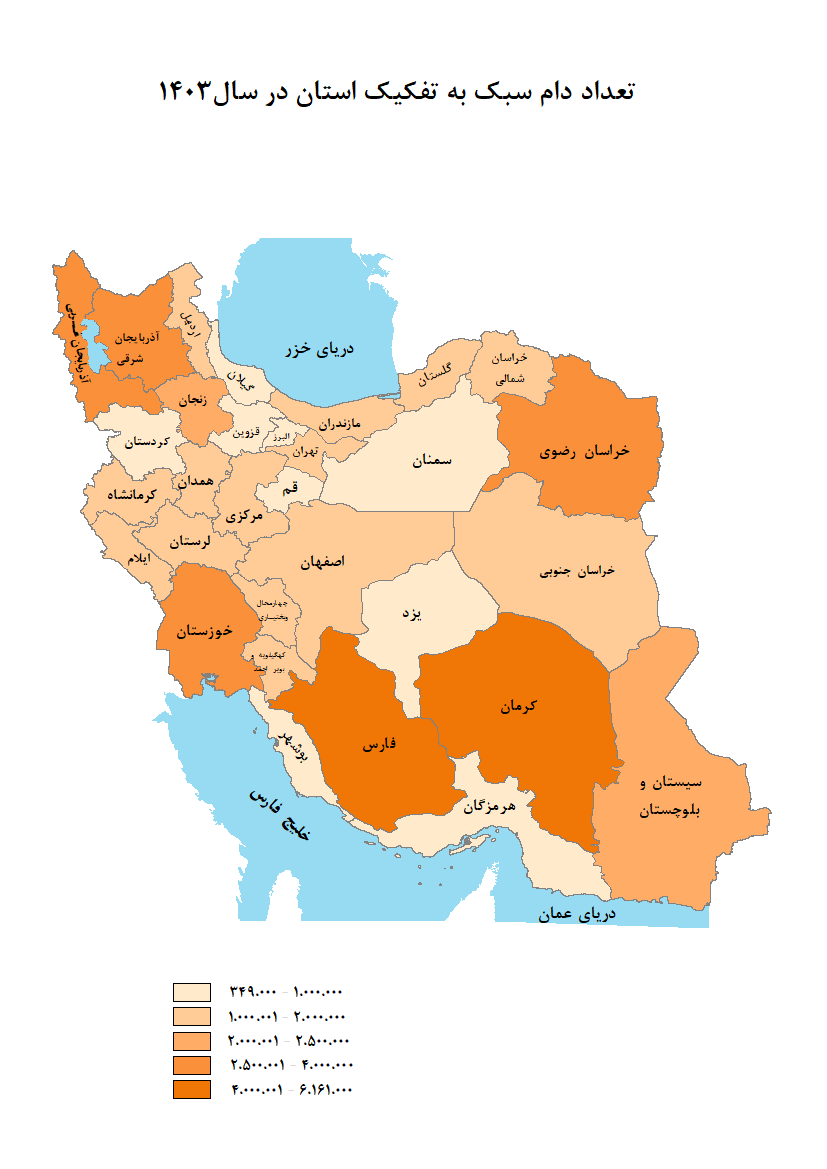 تعداد دام سبک به تفکیک استان در سال۱۴۰۳
دریای خزر
آذربایجان غربی
آذربایجان
شرقی
اردبیل
گیلان
زنجان
کردستان
قزوین
البرز
مازندران
تهران
گلستان
خراسان
شمالی
خراسان رضوی
سمنان
قم
همدان
کرمانشاه
مرکزی
لرستان
ایلام
اصفهان
خراسان جنوبی
یزد
چهارمحال
وبختیاری
خوزستان
کهگیلویه و
بویر احمد
فارس
کرمان
بوشهر
هرمزگان
سیستان و
بلوچستان
خلیج فارس
دریای عمان
۳۴۹.۰۰۰ - ۱.۰۰۰.۰۰۰
۱.۰۰۰.۰۰۱ - ۲.۰۰۰.۰۰۰
۲.۰۰۰.۰۰۱ - ۲.۵۰۰.۰۰۰
۲.۵۰۰.۰۰۱ - ۴.۰۰۰.۰۰۰
۴.۰۰۰.۰۰۱ - ۶.۱۶۱.۰۰۰